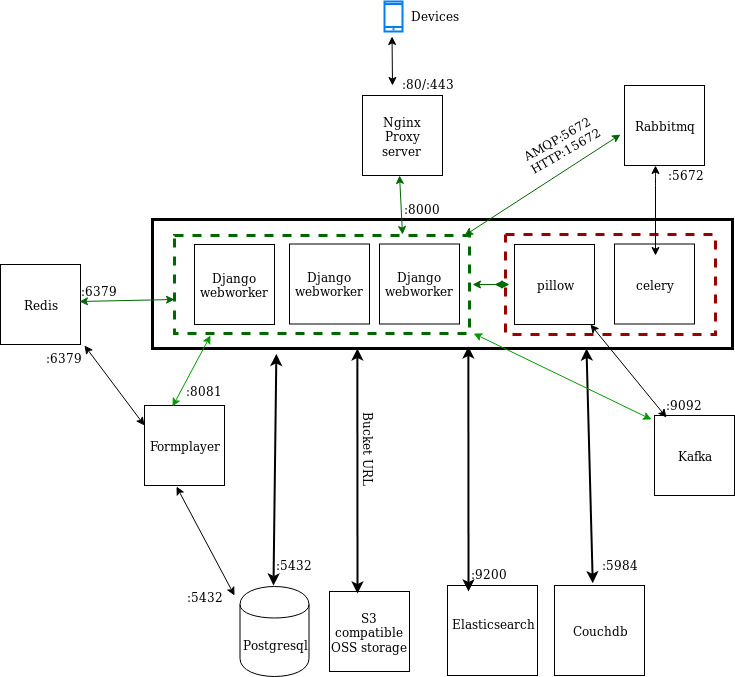 Devices
:80/:443
Nginx
Proxy
server
AMQP:5672
HTTP:15672
Rabbitmq
:5672
:8000
Django
webworker
Django
webworker
Django
webworker
pillow
celery
:6379
Redis
:6379
:8081
Formplayer
Bucket URL
:9092
Kafka
:5432
:5432
Postgresql
S3
compatible
OSS storage
:9200
Elasticsearch
:5984
Couchdb